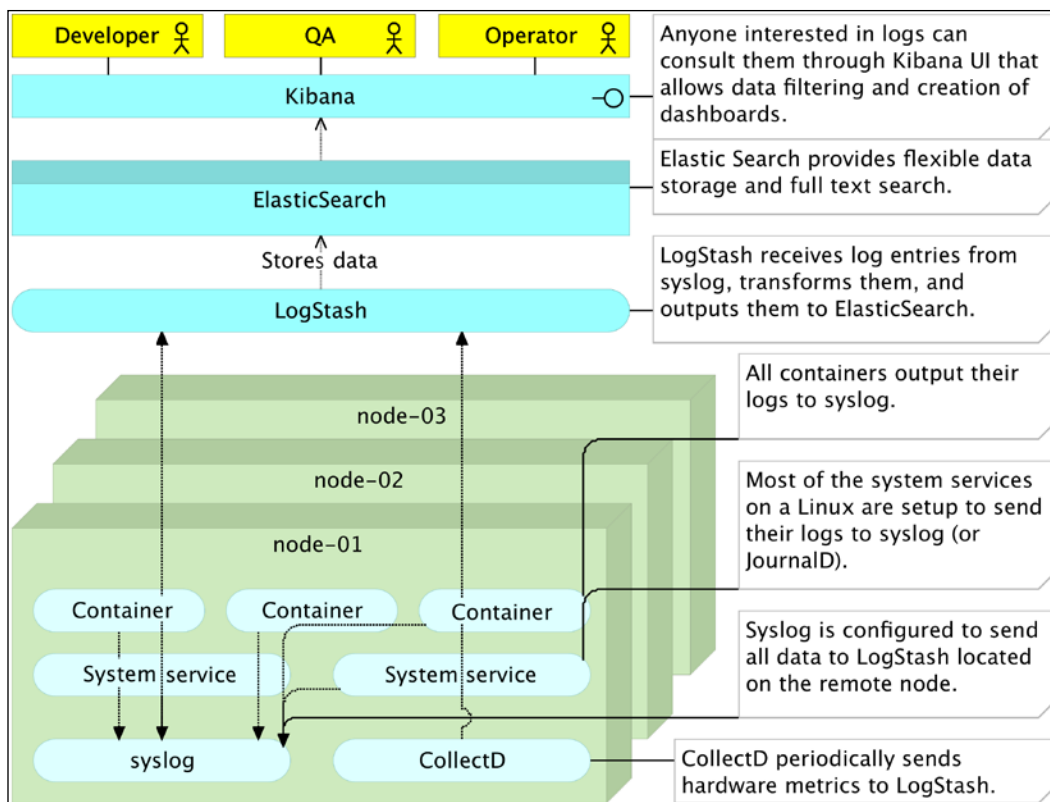 Developer
QA
Operator
Kibana
Anyone interested in logs can
consult them through Kibana UI that
allows data filtering and creation of
dashboards.
ElasticSearch
Elastic Search provides flexible data
storage and full text search.
Stores data
LogStash
LogStash receives log entries from
syslog, transforms them, and
outputs them to ElasticSearch.
node-03
node-02
node-01
All containers output their
logs to syslog.
Most of the system services
on a Linux are setup to send
their logs to syslog (or
JournalD).
Container
Container
Container
System service
System service
Syslog is configured to send
all data to LogStash located
on the remote node.
syslog
CollectD
CollectD periodically sends
hardware metrics to LogStash.